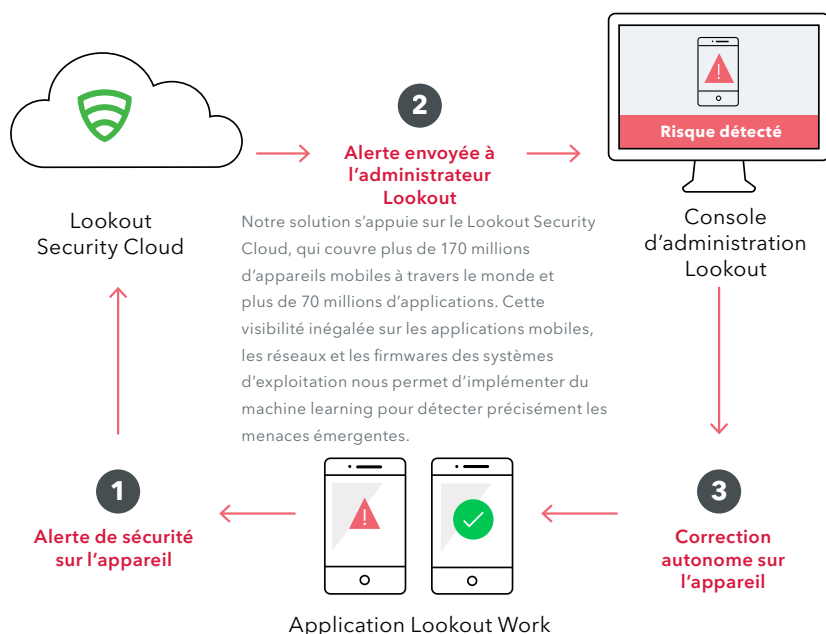 2
Risque détecté
Alerte envoyée à
l'administrateur
Lookout
Lookout
Security Cloud
Console
d'administration
Lookout
Notre solution s'appuie sur le Lookout Security
Cloud, qui couvre plus de 170 millions
d'appareils mobiles à travers le monde et
plus de 70 millions d'applications. Cette
visibilité inégalée sur les applications mobiles,
les réseaux et les firmwares des systèmes
d'exploitation nous permet d'implémenter du
machine learning pour détecter précisément les
menaces émergentes.
1
Alerte de sécurité
sur l'appareil
3
Correction
autonome sur
l'appareil
Application Lookout Work